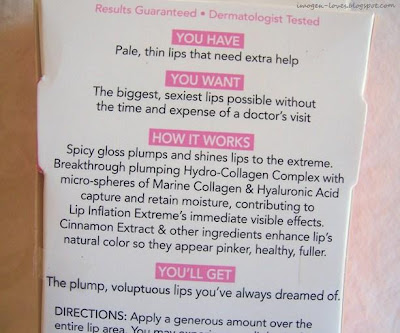 imogen-loves.blogspot.com
Results Guaranteed • Dermatologist Tested
YOU HAVE
Pale, thin lips that need extra help
YOU WANT
The biggest, sexiest lips possible without
the time and expense of a doctor's visit
HOW IT WORKS
Spicy gloss plumps and shines lips to the extreme.
Breakthrough plumping Hydro-Collagen Complex with
micro-spheres of Marine Collagen & Hyaluronic Acid
capture and retain moisture, contributing to
Lip Inflation Extreme's immediate visible effects.
Cinnamon Extract & other ingredients enhance lip's
natural color so they appear pinker, healthy, fuller.
YOU'LL GET
The plump, voluptuous lips you've always dreamed of.
DIRECTIONS: Apply a generous amount over the
entire lip area. You may